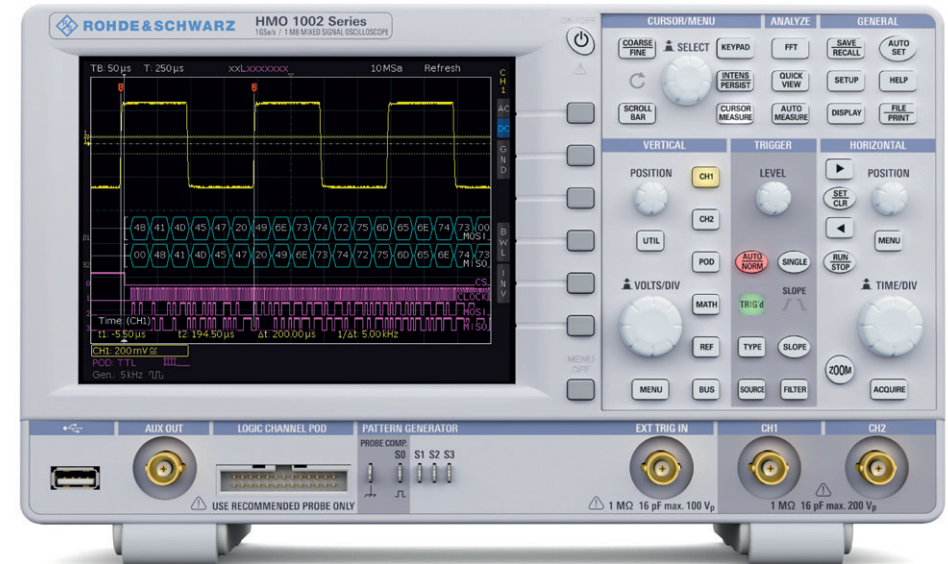 ROHDE&SCHWARZ
HMO 1002 Series
1GSa/s / 1 MB MIXED SIGNAL OSCILLOSCOPE
ON/OFF
TB: 50µs T: 250µs xxLxxxxxxx 10MSa Refresh
CH1
AC
DC
GND
BWL
INV
48 41 4D 45 47 20 49 6E 73 74 72 75 6D 65 6E 74 73 00
MOSI
00 48 41 4D 45 47 20 49 6E 73 74 72 75 6D 65 6E 74 73
MISO
B1
B2
0
1
2
3
CS
CLOCK
MOSI
MISO
Time: (CH1)
t1: -5.50µs t2: 194.50µs Δt: 200.00µs 1/Δt: 5.00kHz
CH1: 200mV
POD: TTL
Gen.: 5kHz
MENU
OFF
CURSOR/MENU
COARSE
FINE
SELECT
KEYPAD
INTENS
PERSIST
SCROLL
BAR
CURSOR
MEASURE
ANALYZE
FFT
QUICK
VIEW
AUTO
MEASURE
GENERAL
SAVE
RECALL
AUTO
SET
SETUP
HELP
DISPLAY
FILE
PRINT
VERTICAL
POSITION
CH1
CH2
UTIL
POD
VOLTS/DIV
MATH
REF
MENU
BUS
TRIGGER
LEVEL
AUTO
NORM
SINGLE
TRIG'd
SLOPE
TYPE
SLOPE
SOURCE
FILTER
HORIZONTAL
POSITION
SET
CLR
MENU
RUN
STOP
TIME/DIV
ZOOM
ACQUIRE
AUX OUT
LOGIC CHANNEL POD
USE RECOMMENDED PROBE ONLY
PATTERN GENERATOR
PROBE COMP.
S0 S1 S2 S3
EXT TRIG IN
1 MΩ 16 pF max. 100 Vp
CH1
CH2
1 MΩ 16 pF max. 200 Vp